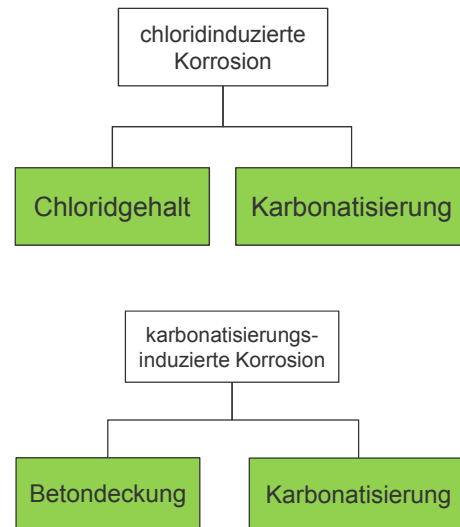 chloridinduzierte
Korrosion
Chloridgehalt
Karbonatisierung
karbonatisierungs-
induzierte Korrosion
Betondeckung
Karbonatisierung